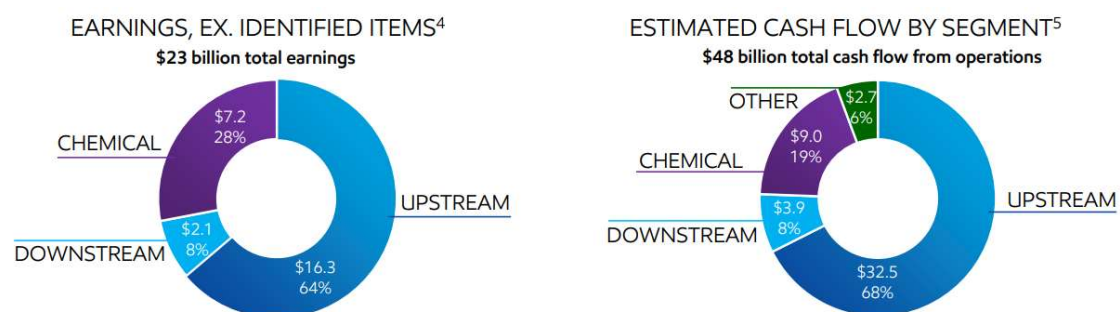 EARNINGS, EX. IDENTIFIED ITEMS⁴
$23 billion total earnings
$7.2
28%
CHEMICAL
UPSTREAM
$2.1
8%
DOWNSTREAM
$16.3
64%
ESTIMATED CASH FLOW BY SEGMENT⁵
$48 billion total cash flow from operations
OTHER
$2.7
6%
$9.0
19%
CHEMICAL
UPSTREAM
$3.9
8%
DOWNSTREAM
$32.5
68%